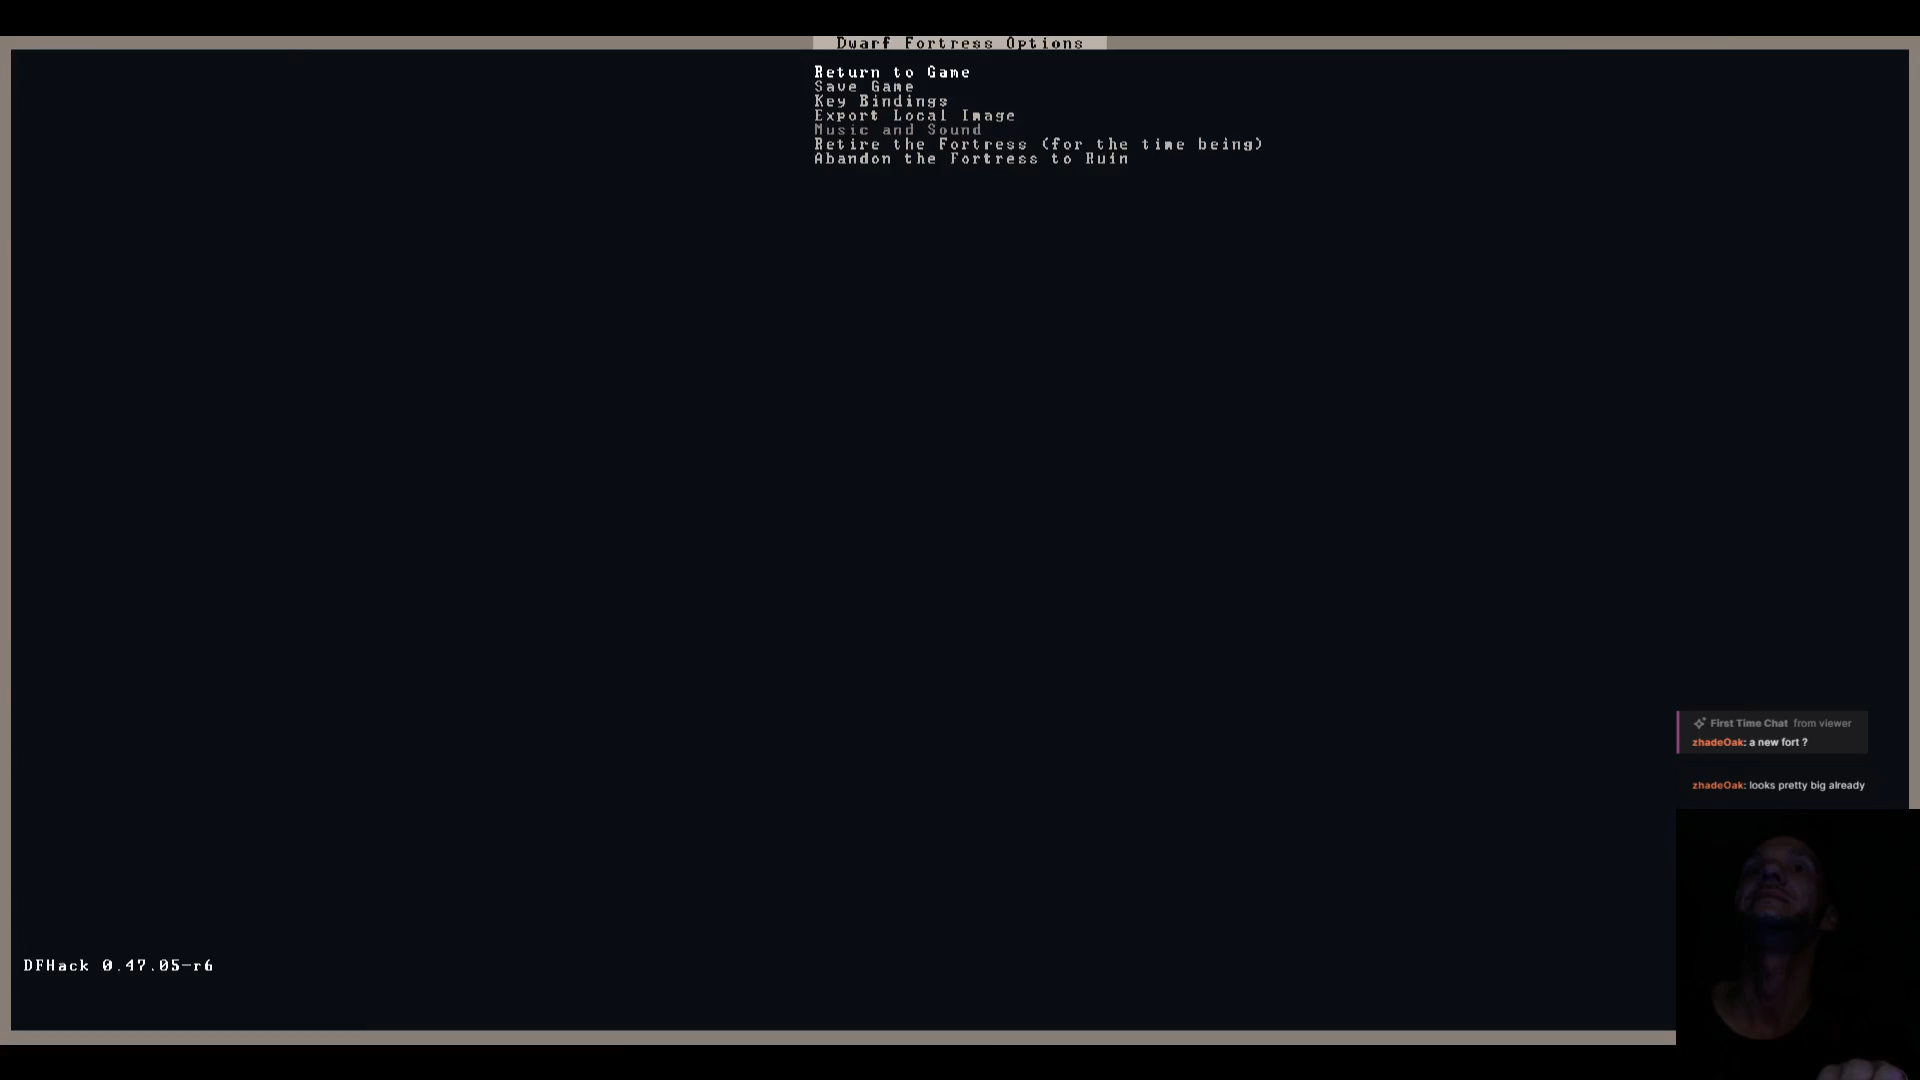 Dwarf Fortress Options
Return to Game
Save Game
Key Bindings
Export Local Image
Music and Sound
Retire the Fortress (for the time being)
Abandon the Fortress to Ruin
First Time Chat from viewer
zhadeOak: a new fort ?
zhadeOak: looks pretty big already
DFHack 0.47.05-r6